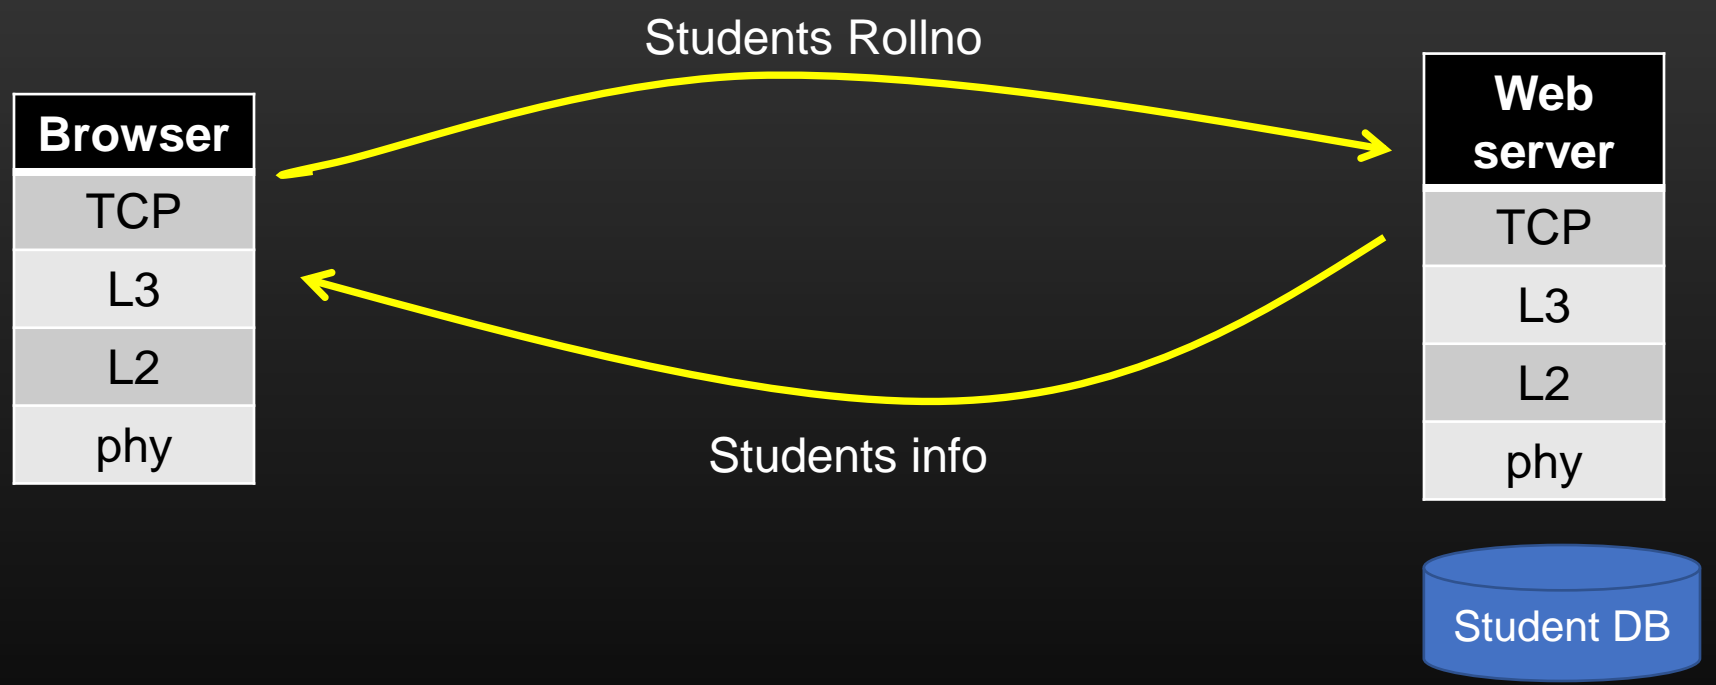 Students Rollno
Browser
TCP
L3
L2
phy
Web
server
TCP
L3
L2
phy
Students info
Student DB